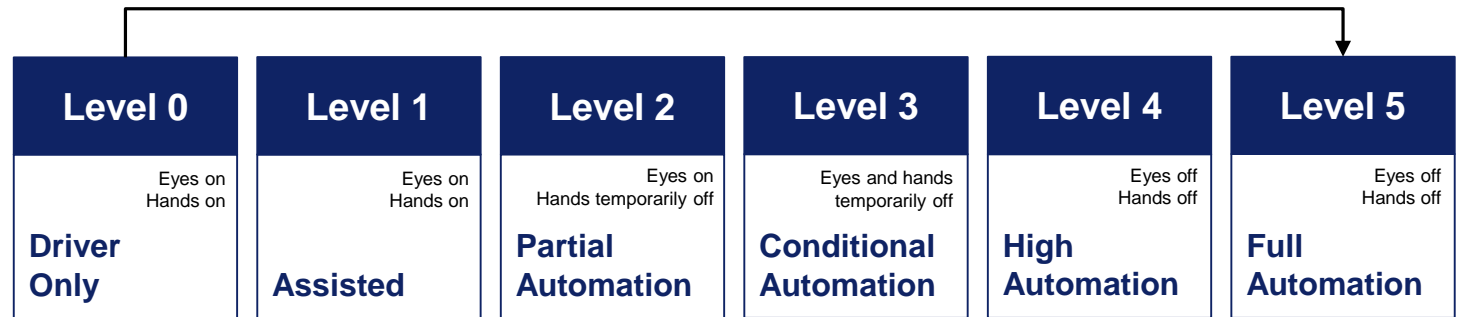 Level 0
Eyes on
Hands on
Driver
Only
Level 1
Eyes on
Hands on
Assisted
Level 2
Eyes on
Hands temporarily off
Partial
Automation
Level 3
Eyes and hands
temporarily off
Conditional
Automation
Level 4
Eyes off
Hands off
High
Automation
Level 5
Eyes off
Hands off
Full
Automation